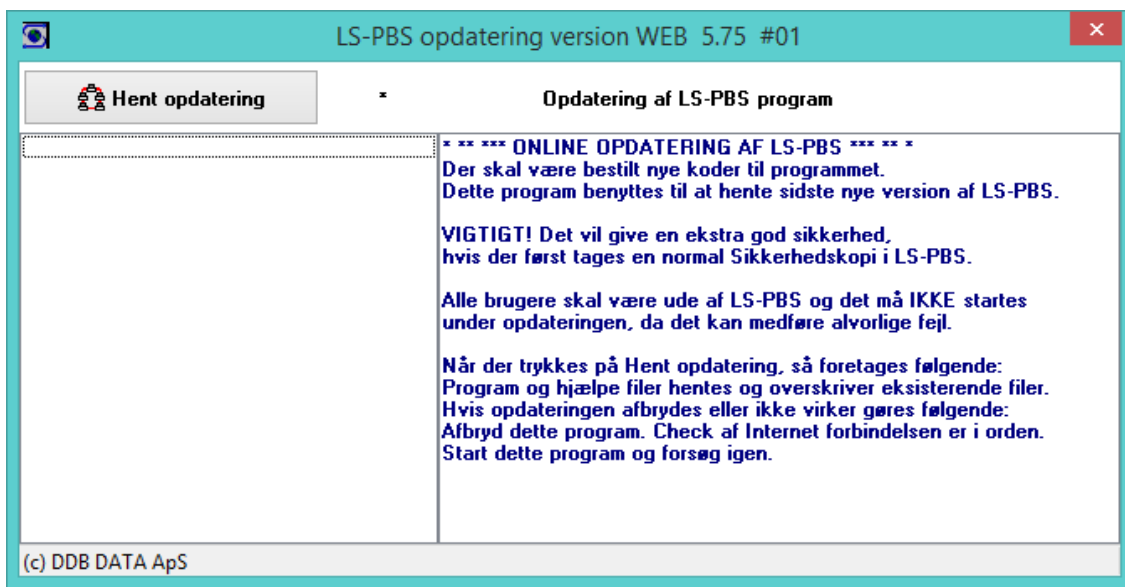 LS-PBS opdatering version WEB 5.75 #01
Hent opdatering
* Opdatering af LS-PBS program
* ** *** ONLINE OPDATERING AF LS-PBS *** ** *
Der skal være bestilt nye koder til programmet.
Dette program benyttes til at hente sidste nye version af LS-PBS.
VIGTIGT! Det vil give en ekstra god sikkerhed,
hvis der først tages en normal Sikkerhedskopi i LS-PBS.
Alle brugere skal være ude af LS-PBS og det må IKKE startes
under opdateringen, da det kan medføre alvorlige fejl.
Når der trykkes på Hent opdatering, så foretages følgende:
Program og hjælpe filer hentes og overskriver eksisterende filer.
Hvis opdateringen afbrydes eller ikke virker gøres følgende:
Afbryd dette program. Check af Internet forbindelsen er i orden.
Start dette program og forsøg igen.
(c) DDB DATA ApS